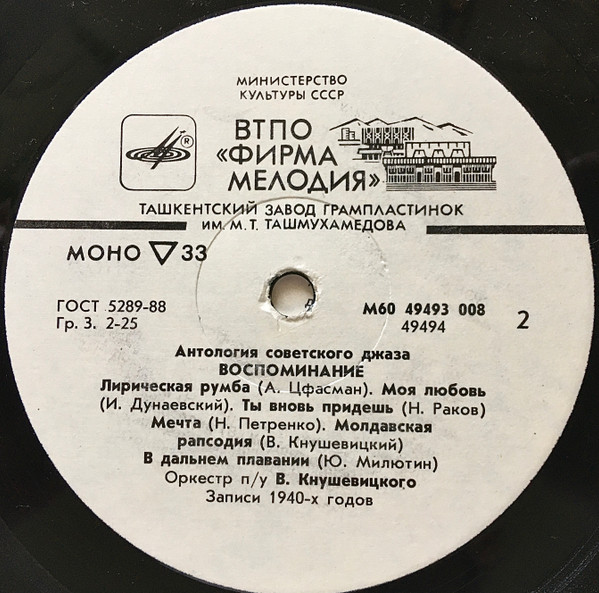 МИНИСТЕРСТВО
КУЛЬТУРЫ СССР
®
ВТПО
«ФИРМА
МЕЛОДИЯ»
ТАШКЕНТСКИЙ ЗАВОД ГРАМПЛАСТИНОК
ИМ. М. Т. ТАШМУХАМЕДОВА
МОНО ▽ 33
ГОСТ 5289-88
Гр. 3. 2-25
М60 49493 008
49494
2
Антология советского джаза
ВОСПОМИНАНИЕ
Лирическая румба (А. Цфасман). Моя любовь
(И. Дунаевский). Ты вновь придешь (Н. Раков)
Мечта (Н. Петренко). Молдавская
рапсодия (В. Кнушевицкий)
В дальнем плавании (Ю. Милютин)
Оркестр п/у В. Кнушевицкого
Записи 1940-х годов